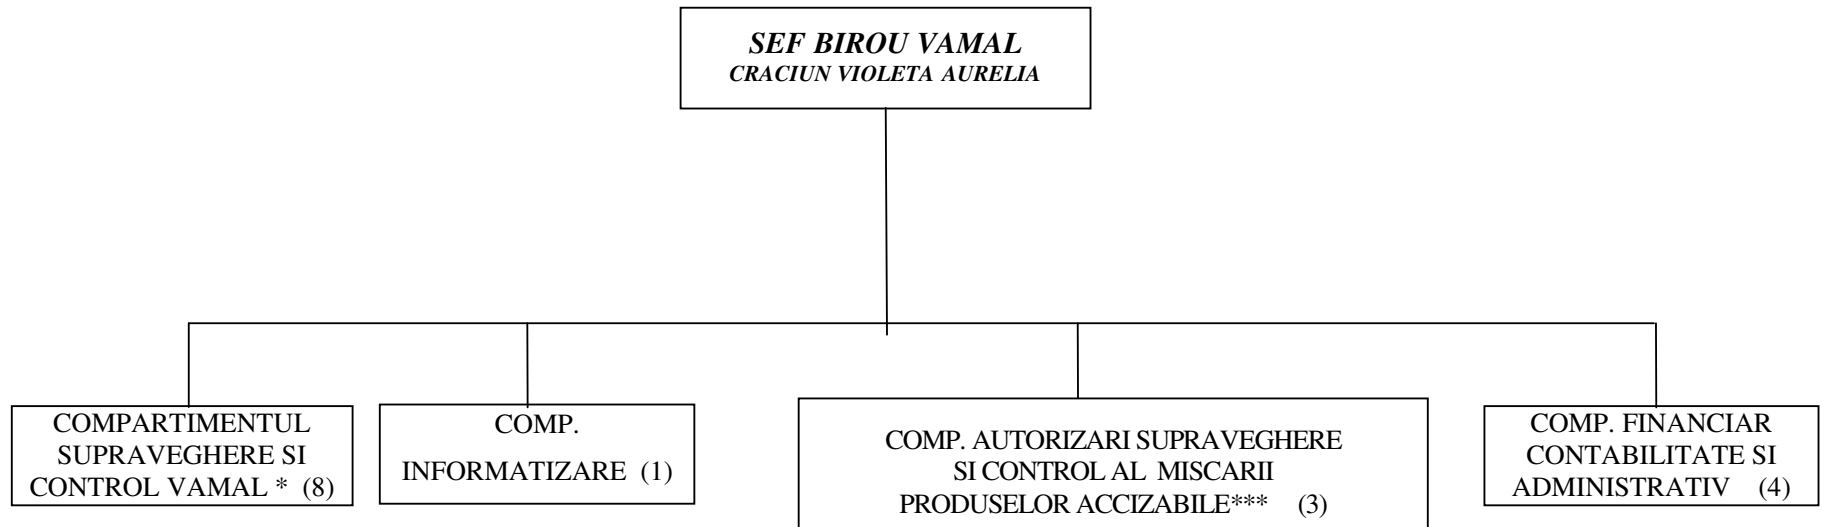 SEF BIROU VAMAL
CRACIUN VIOLETA AURELIA
COMPARTIMENTUL
SUPRAVEGHERE SI
CONTROL VAMAL * (8)
COMP.
INFORMATIZARE (1)
COMP. AUTORIZARI SUPRAVEGHERE
SI CONTROL AL MISCARII
PRODUSELOR ACCIZABILE*** (3)
COMP. FINANCIAR
CONTABILITATE SI
ADMINISTRATIV (4)